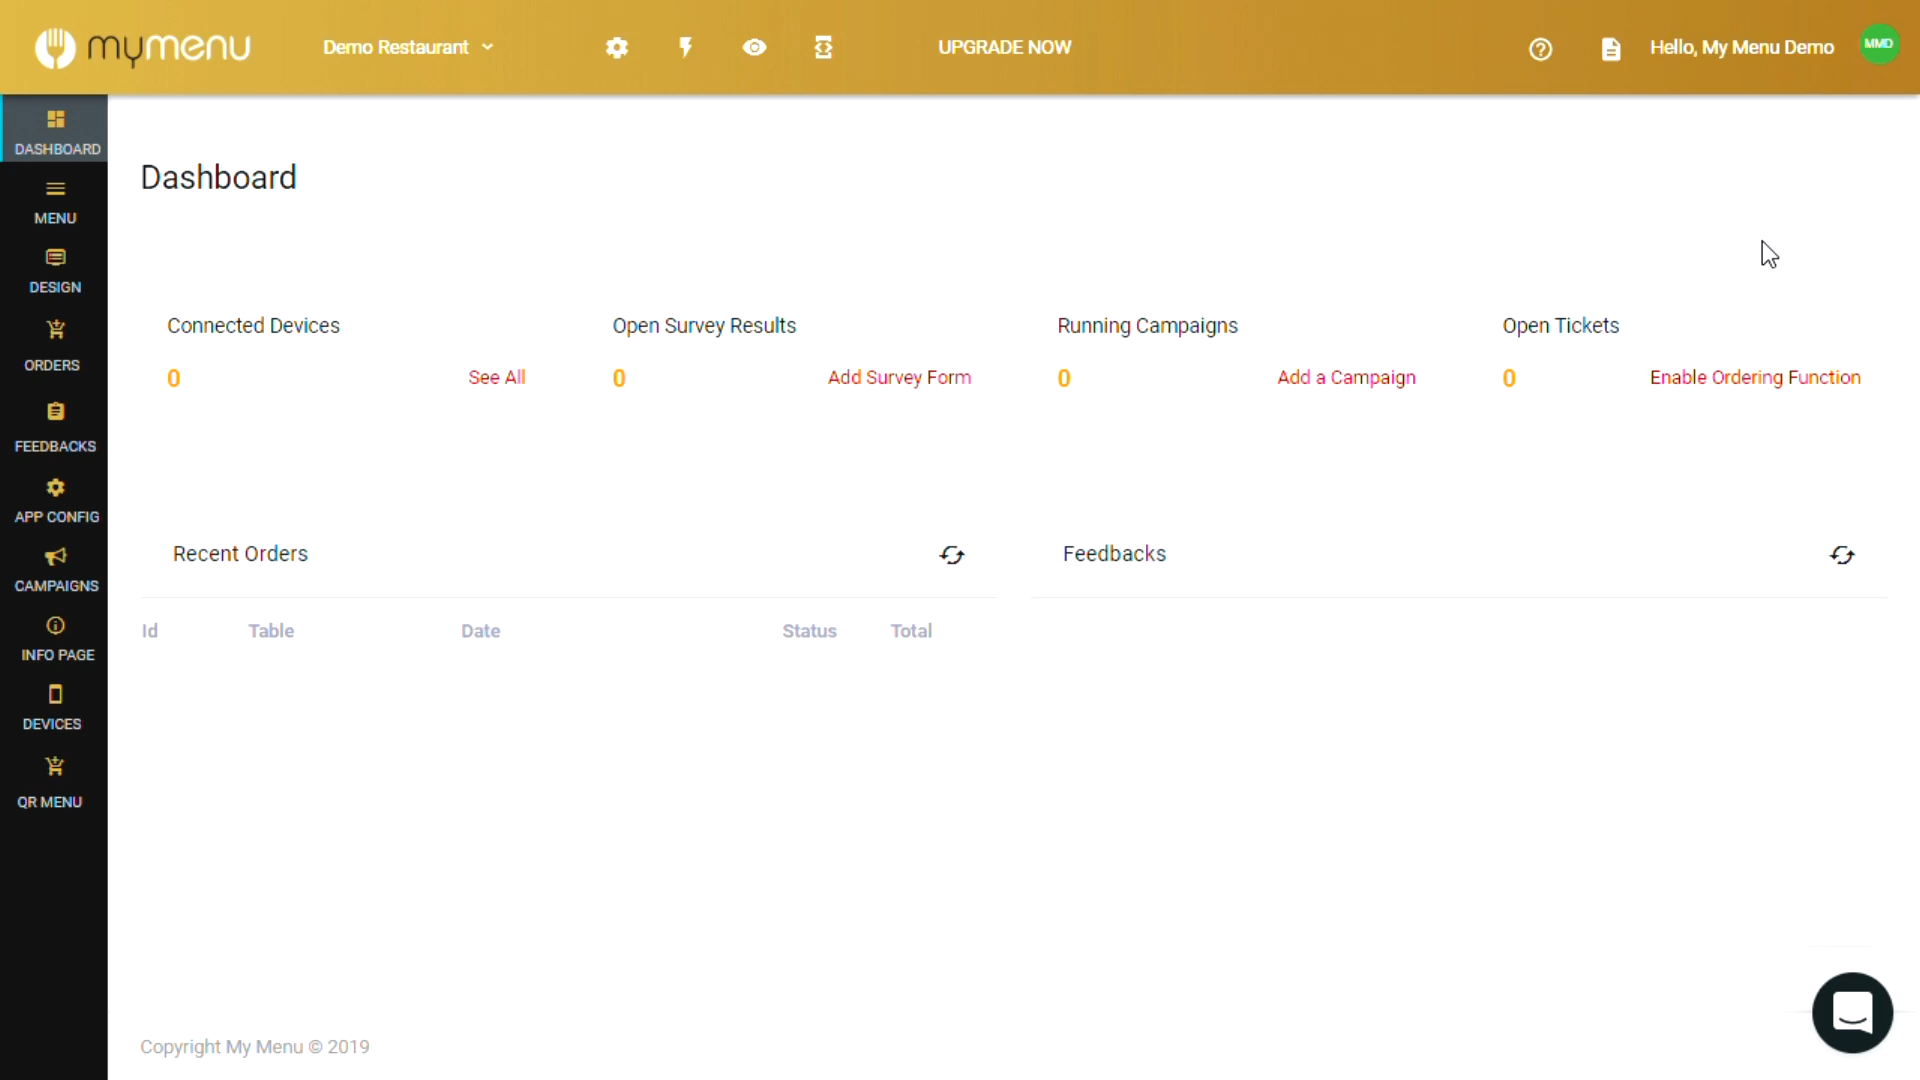 mymenu
Demo Restaurant
UPGRADE NOW
Hello, My Menu Demo
MMD
DASHBOARD
MENU
DESIGN
ORDERS
FEEDBACKS
APP CONFIG
CAMPAIGNS
INFO PAGE
DEVICES
QR MENU
Dashboard
Connected Devices
0
See All
Open Survey Results
0
Add Survey Form
Running Campaigns
0
Add a Campaign
Open Tickets
0
Enable Ordering Function
Recent Orders
Id Table Date Status Total
Feedbacks
Copyright My Menu © 2019